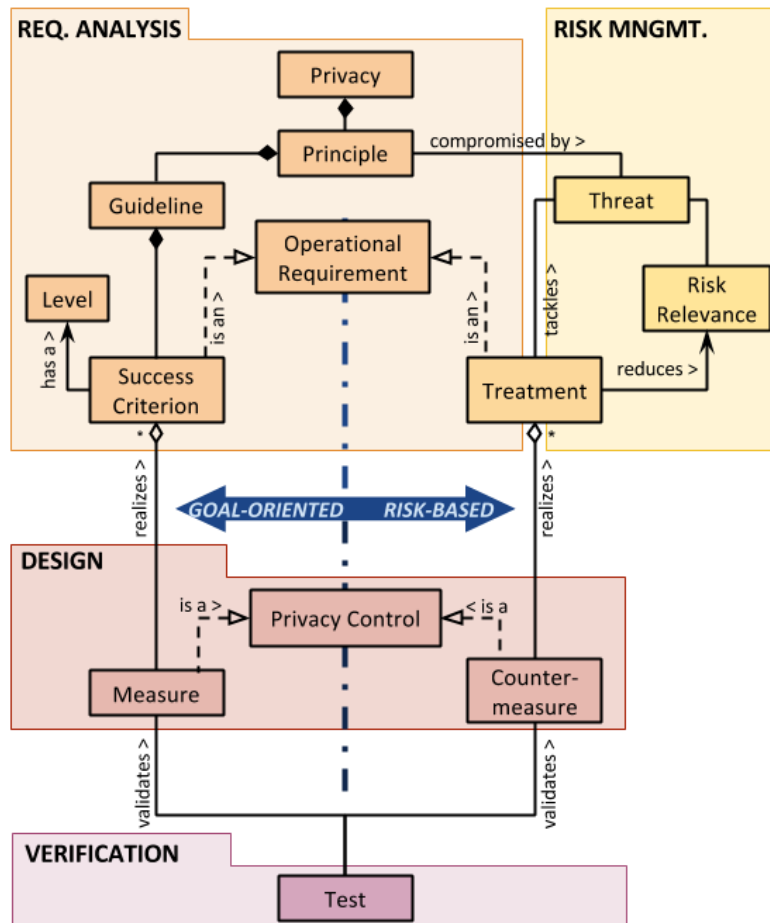 REQ. ANALYSIS
RISK MNGMT.
Privacy
compromised by >
Principle
Guideline
Threat
Operational
Requirement
Level
Risk
Relevance
is an >
is an >
tackles >
has a >
Success
Criterion
Treatment
reduces >
*
*
realizes >
realizes >
GOAL-ORIENTED
RISK-BASED
DESIGN
is a >
< is a
Privacy Control
Measure
Counter-
measure
validates >
validates >
VERIFICATION
Test